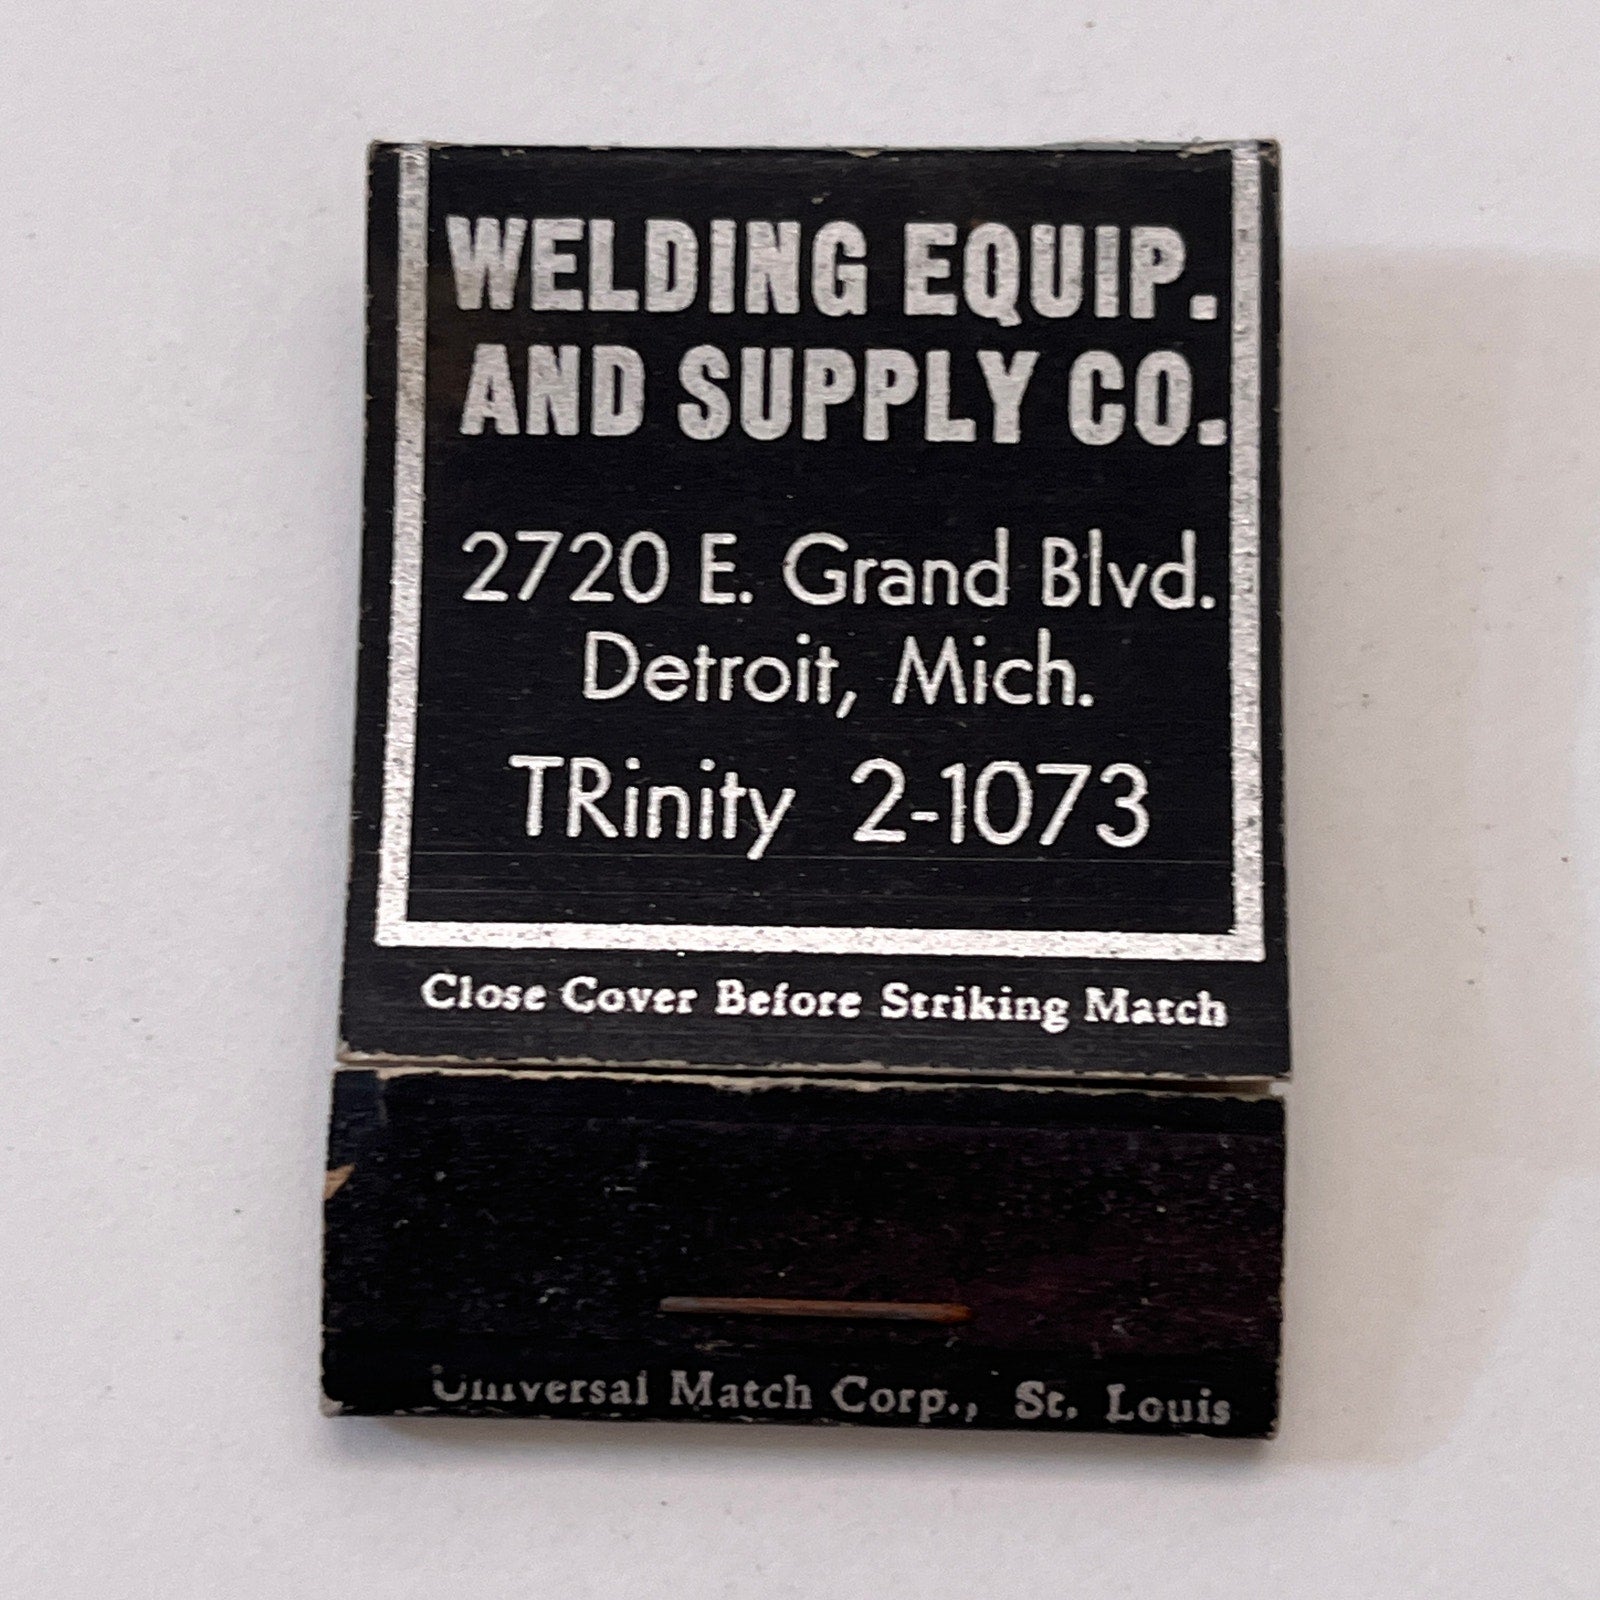 WELDING EQUIP.
AND SUPPLY CO.
2720 E. Grand Blvd.
Detroit, Mich.
TRinity 2-1073
Close Cover Before Striking Match
Universal Match Corp., St. Louis